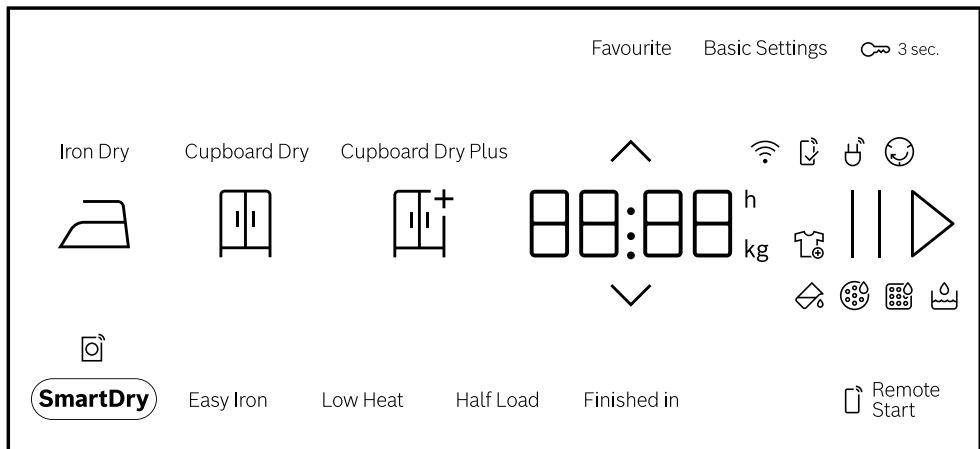 Favourite Basic Settings 3 sec.
Iron Dry Cupboard Dry Cupboard Dry Plus
88:88 h
kg
SmartDry Easy Iron Low Heat Half Load Finished in Remote
Start